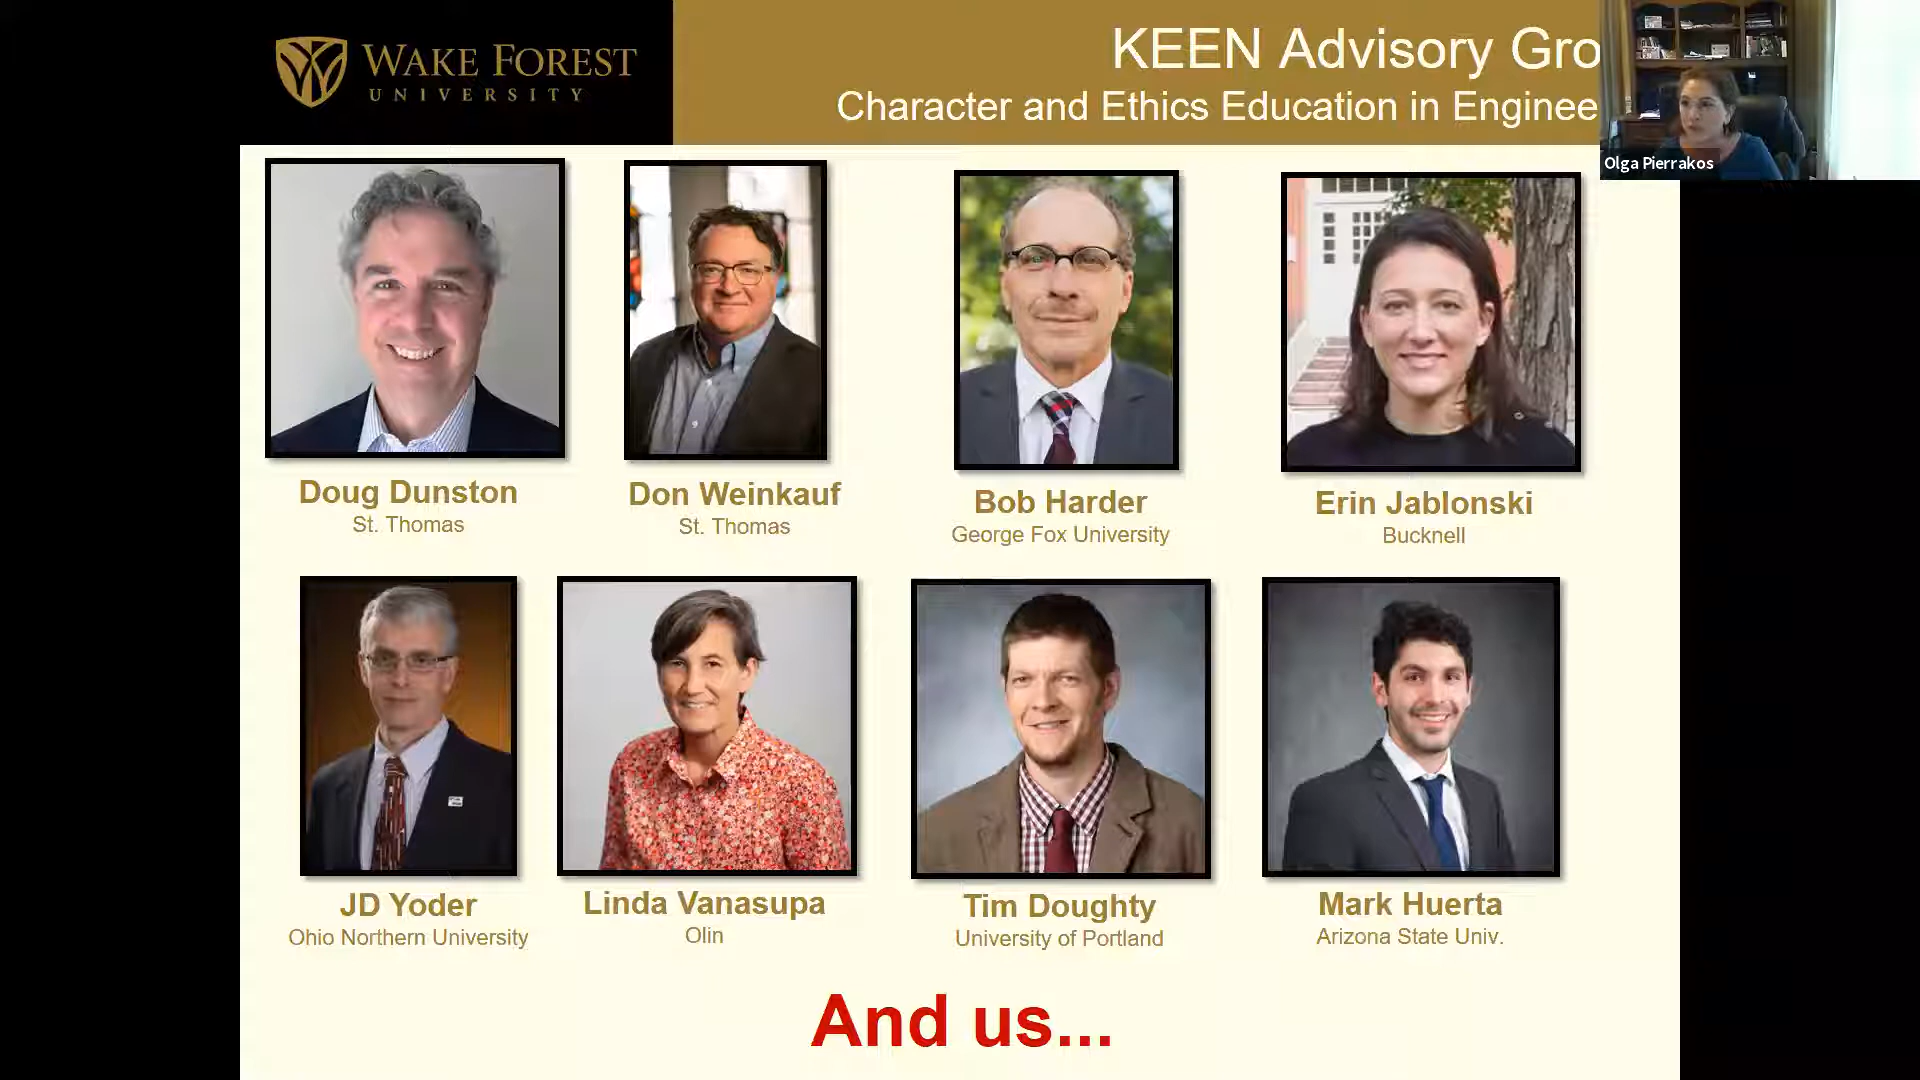 WAKE FOREST
UNIVERSITY
KEEN Advisory Gro
Character and Ethics Education in Enginee
Olga Pierrakos
Doug Dunston
St. Thomas
Don Weinkauf
St. Thomas
Bob Harder
George Fox University
Erin Jablonski
Bucknell
JD Yoder
Ohio Northern University
Linda Vanasupa
Olin
Tim Doughty
University of Portland
Mark Huerta
Arizona State Univ.
And us...